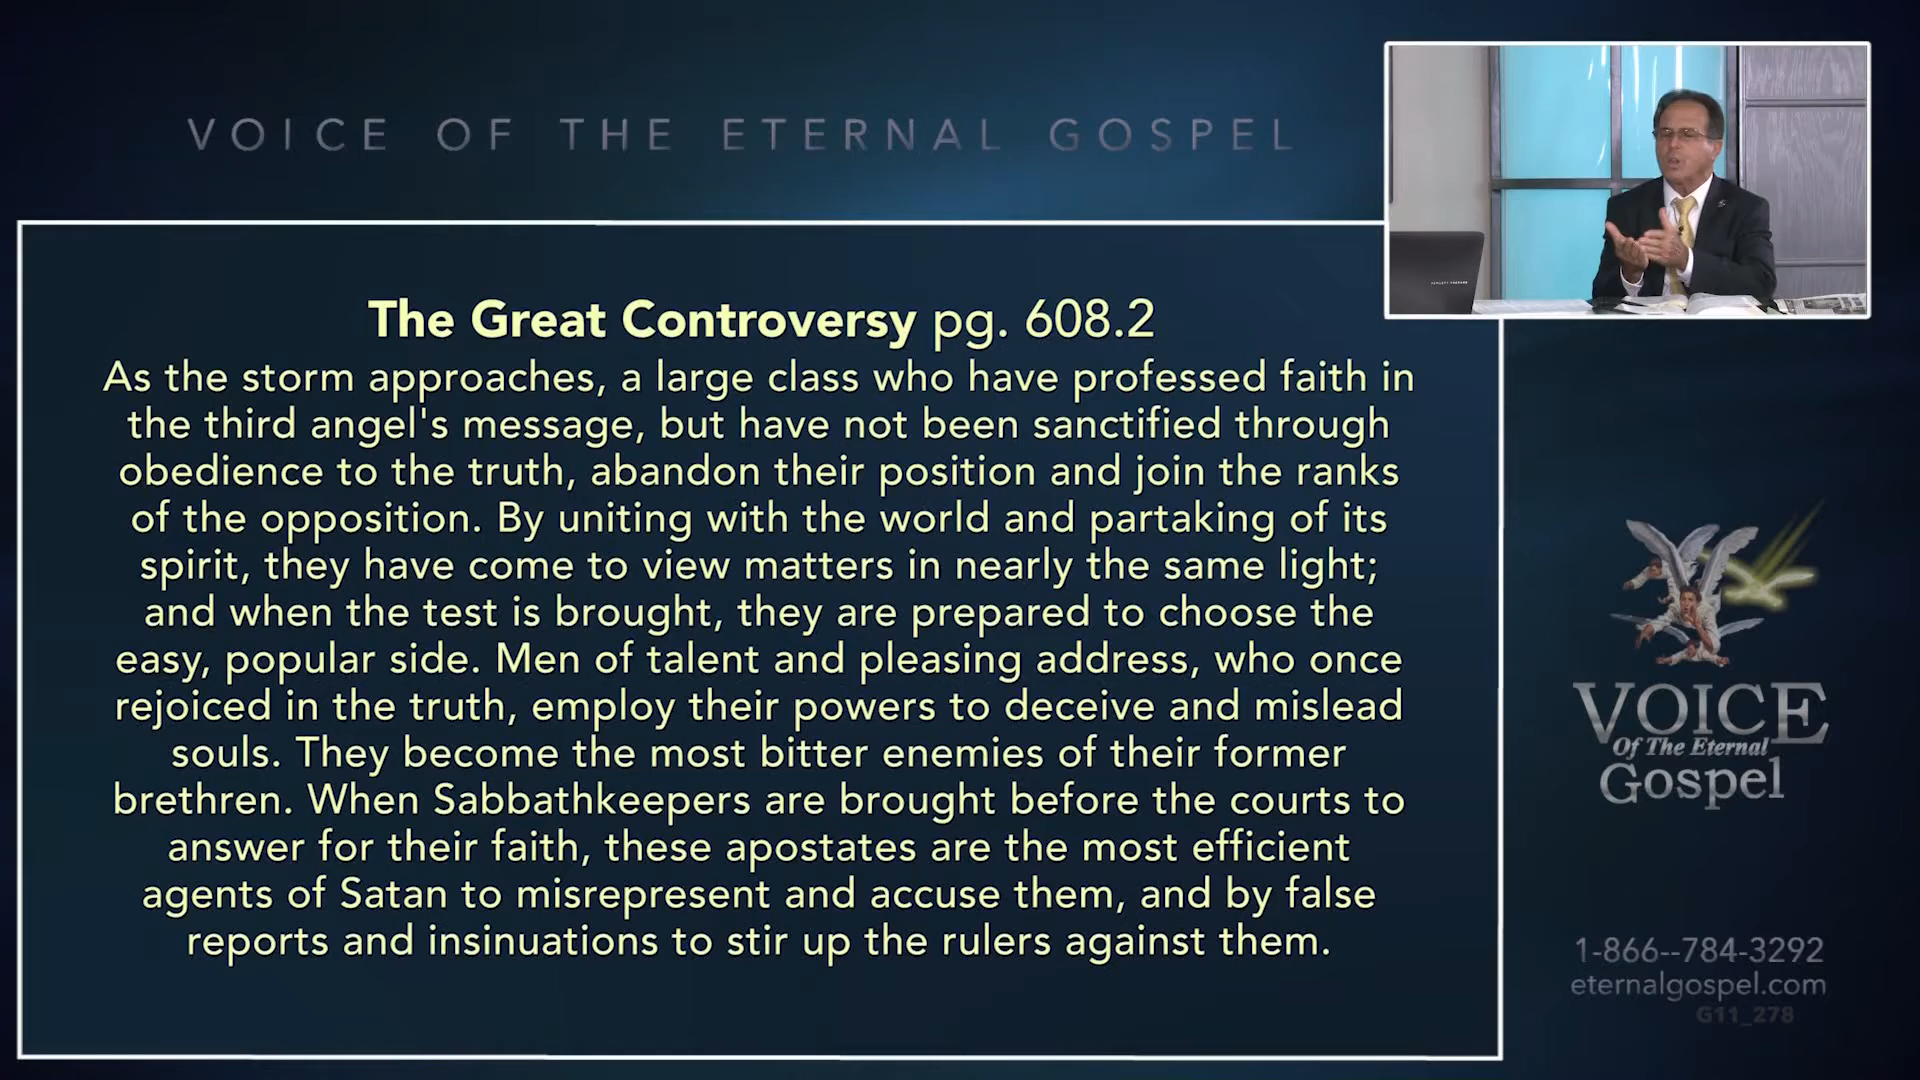 VOICE OF THE ETERNAL GOSPEL
The Great Controversy pg. 608.2
As the storm approaches, a large class who have professed faith in
the third angel's message, but have not been sanctified through
obedience to the truth, abandon their position and join the ranks
of the opposition. By uniting with the world and partaking of its
spirit, they have come to view matters in nearly the same light;
and when the test is brought, they are prepared to choose the
easy, popular side. Men of talent and pleasing address, who once
rejoiced in the truth, employ their powers to deceive and mislead
souls. They become the most bitter enemies of their former
brethren. When Sabbathkeepers are brought before the courts to
answer for their faith, these apostates are the most efficient
agents of Satan to misrepresent and accuse them, and by false
reports and insinuations to stir up the rulers against them.
HEWLETT PACKARD
VOICE
Of The Eternal
Gospel
1-866--784-3292
eternalgospel.com
G11_278